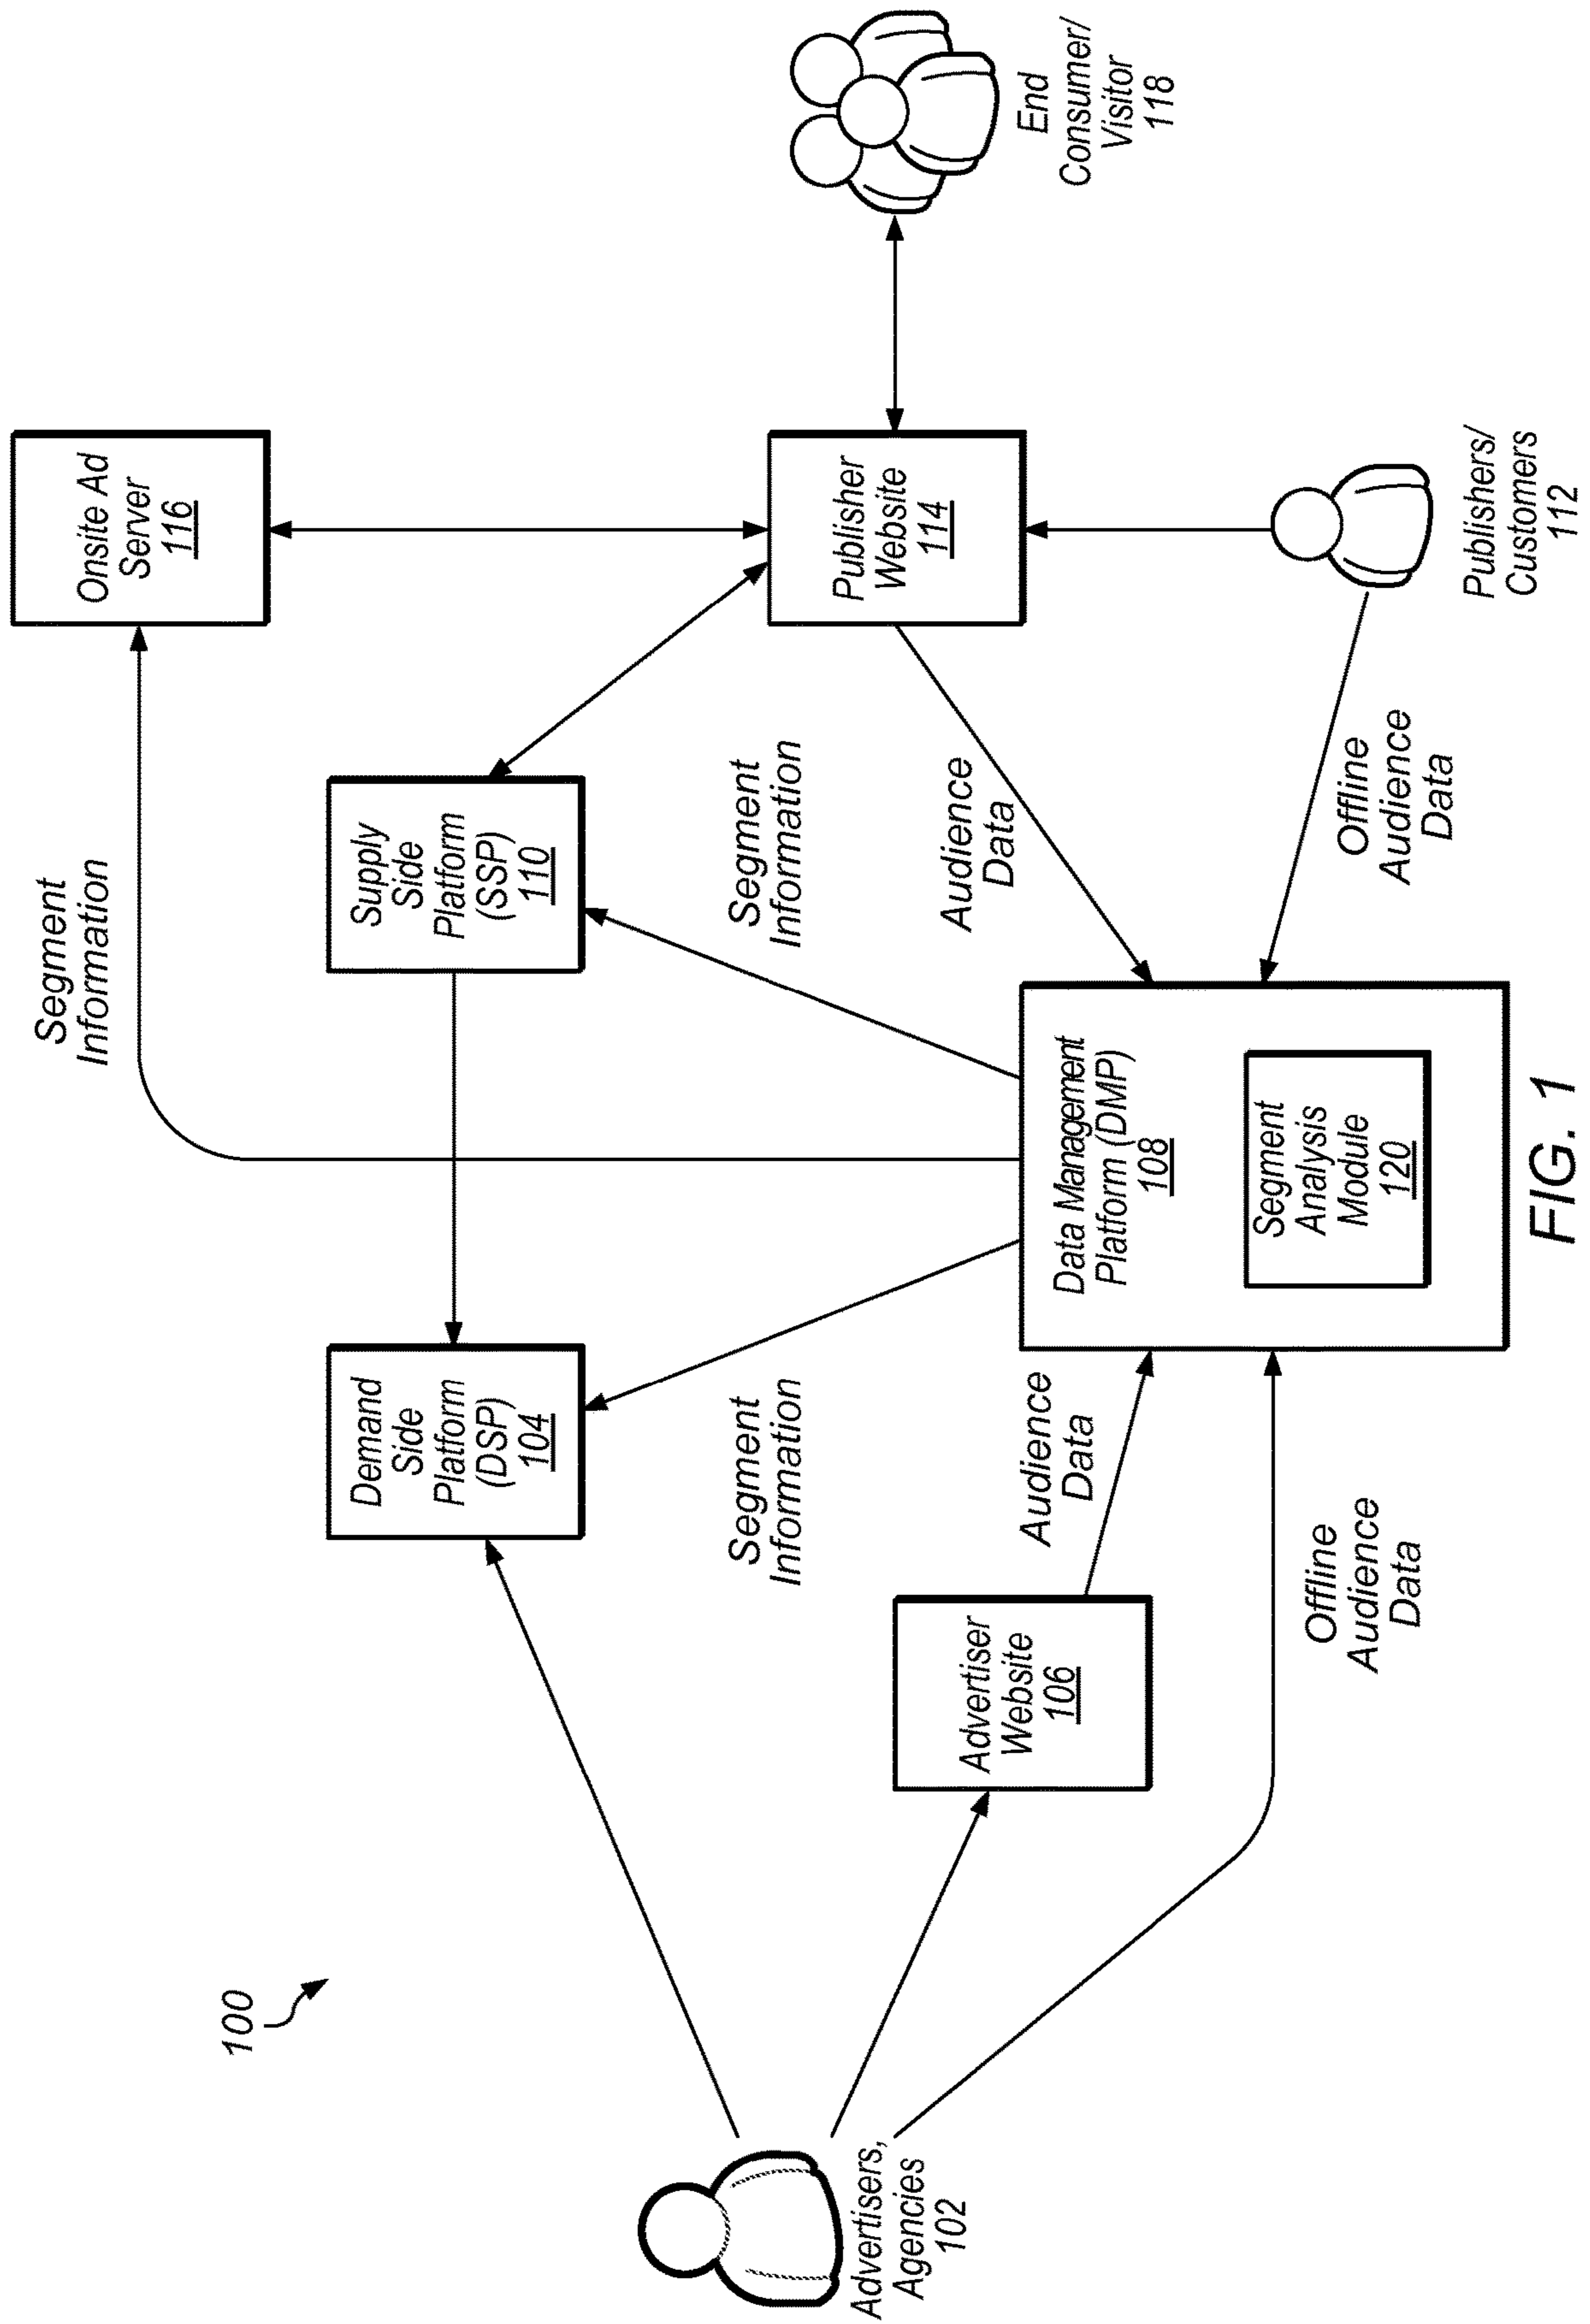 100
Advertisers,
Agencies
102
Demand
Side
Platform
(DSP)
104
Supply
Side
Platform
(SSP)
110
Segment
Information
Onsite Ad
Server
116
Advertiser
Website
106
Segment
Information
Segment
Information
Publisher
Website
114
End
Consumer/
Visitor
118
Audience
Data
Audience
Data
Data Management
Platform (DMP)
108
Segment
Analysis
Module
120
Offline
Audience
Data
Offline
Audience
Data
Publishers/
Customers
112
FIG. 1